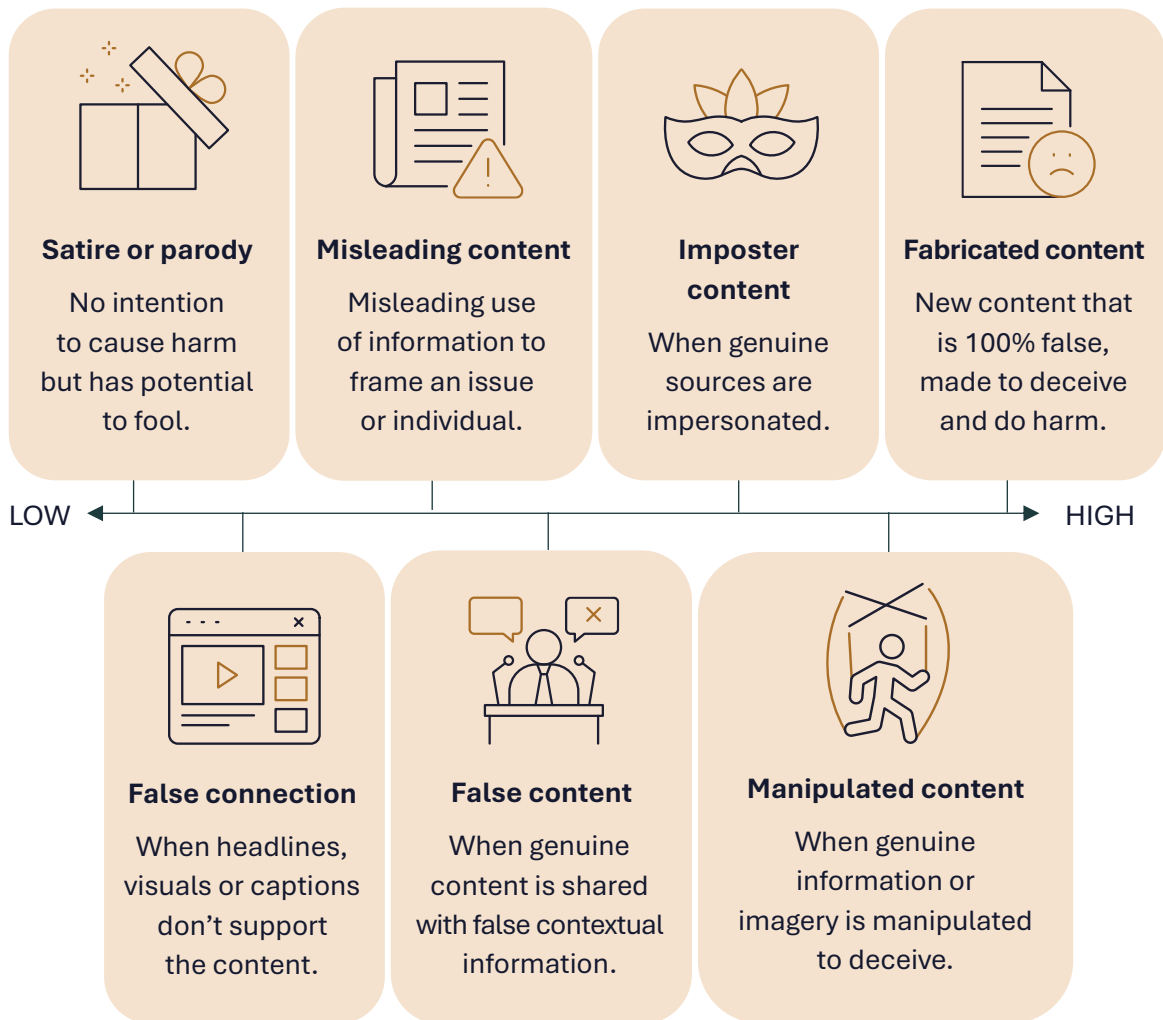 Satire or parody
No intention
to cause harm
but has potential
to fool.
Misleading content
Misleading use
of information to
frame an issue
or individual.
Imposter
content
When genuine
sources are
impersonated.
Fabricated content
New content that
is 100% false,
made to deceive
and do harm.
LOW
HIGH
False connection
When headlines,
visuals or captions
don’t support
the content.
False content
When genuine
content is shared
with false contextual
information.
Manipulated content
When genuine
information or
imagery is manipulated
to deceive.